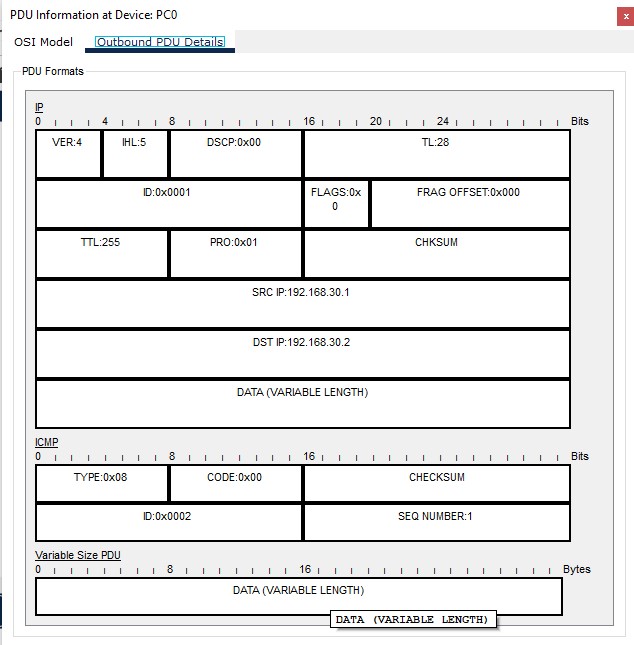 PDU Information at Device: PC0
x
OSI Model Outbound PDU Details
PDU Formats
IP
0 4 8 16 20 24 Bits
VER:4 IHL:5 DSCP:0x00 TL:28
ID:0x0001 FLAGS:0x
0 FRAG OFFSET:0x000
TTL:255 PRO:0x01 CHKSUM
SRC IP:192.168.30.1
DST IP:192.168.30.2
DATA (VARIABLE LENGTH)
ICMP
0 8 16 Bits
TYPE:0x08 CODE:0x00 CHECKSUM
ID:0x0002 SEQ NUMBER:1
Variable Size PDU
0 8 16 Bytes
DATA (VARIABLE LENGTH)
DATA (VARIABLE LENGTH)